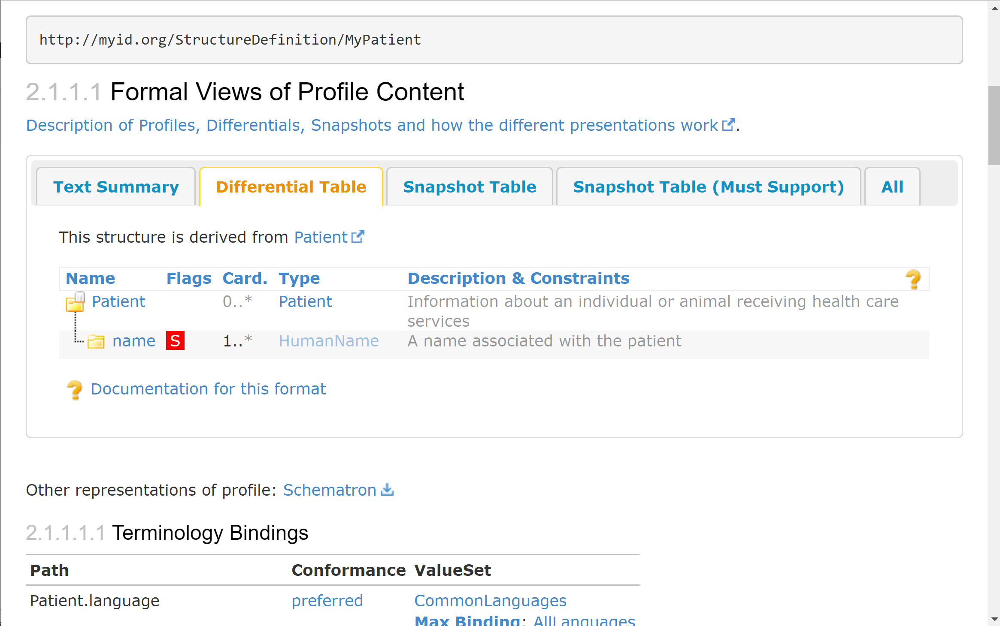 http://myid.org/StructureDefinition/MyPatient
2.1.1.1 Formal Views of Profile Content
Description of Profiles, Differentials, Snapshots and how the different presentations work.
Text Summary Differential Table Snapshot Table Snapshot Table (Must Support) All
This structure is derived from Patient
Name Flags Card. Type Description & Constraints
Patient 0..* Patient Information about an individual or animal receiving health care
services
name S 1..* HumanName A name associated with the patient
Documentation for this format
Other representations of profile: Schematron
2.1.1.1.1 Terminology Bindings
Path Conformance ValueSet
Patient.language preferred CommonLanguages
Max Binding: AllLanguages